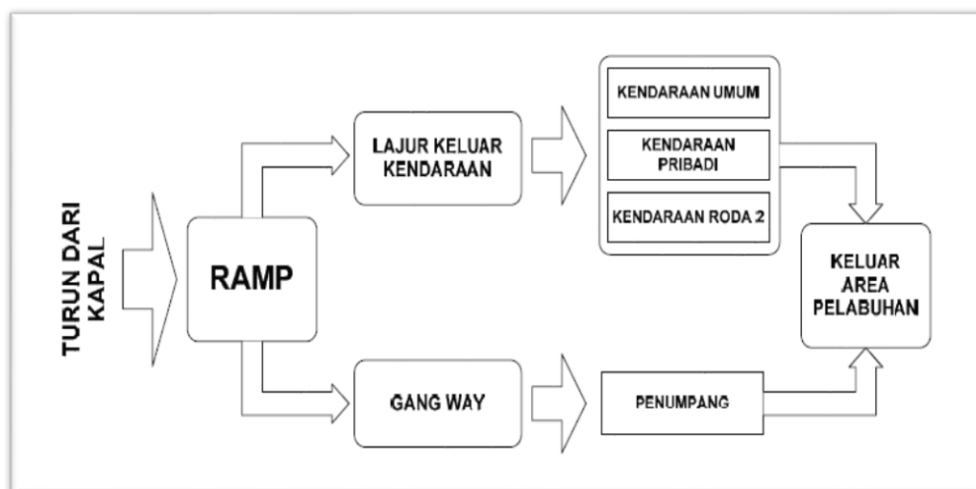 TURUN DARI
KAPAL
RAMP
LAJUR KELUAR
KENDARAAN
KENDARAAN UMUM
KENDARAAN
PRIBADI
KENDARAAN RODA 2
KELUAR
AREA
PELABUHAN
GANG WAY
PENUMPANG